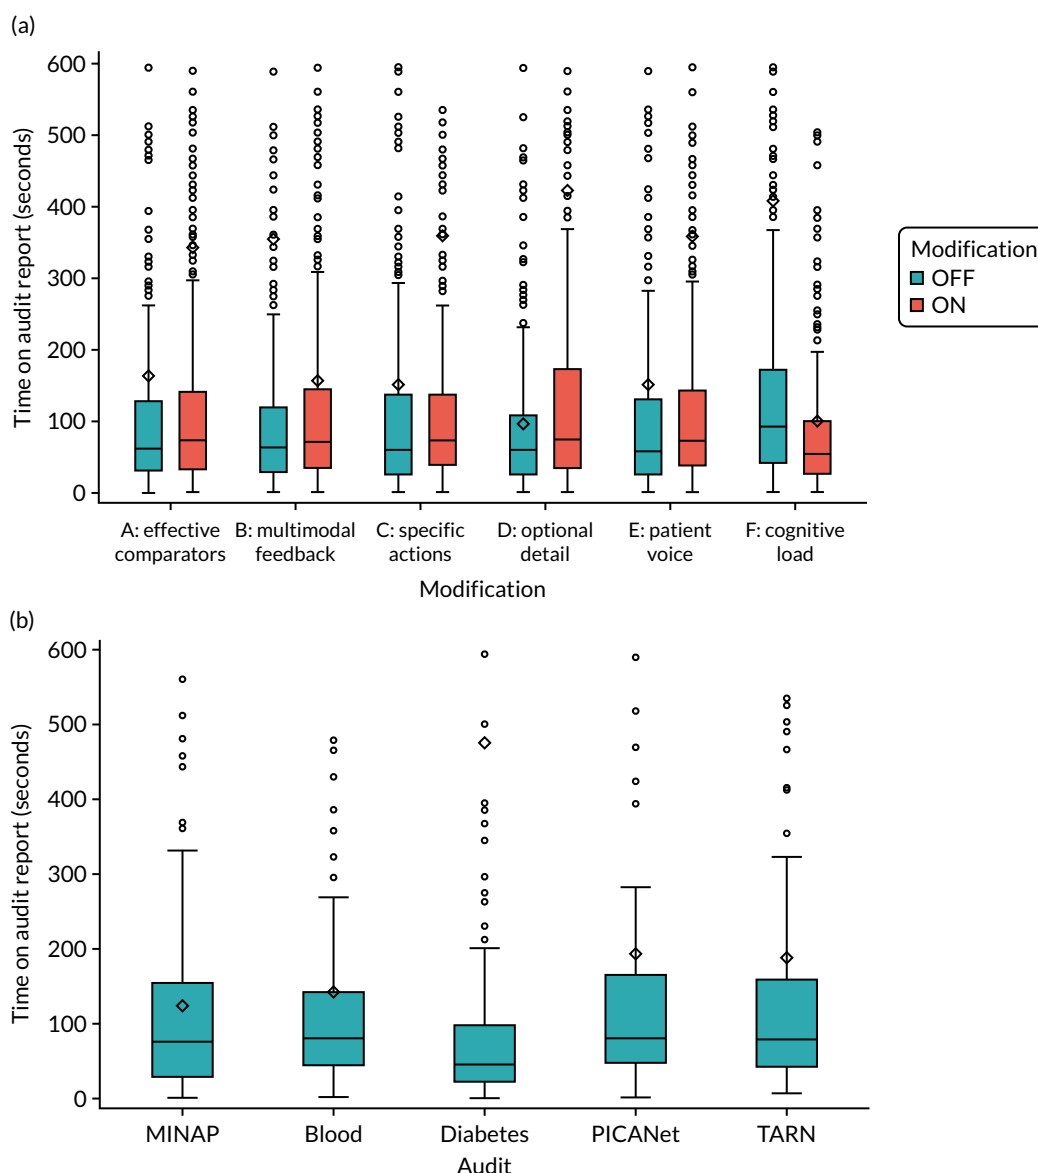 (a)
600
500
400
300
200
100
0
Time on audit report (seconds)
A: effective comparators
B: multimodal feedback
C: specific actions
D: optional detail
E: patient voice
F: cognitive load
Modification
Modification
OFF
ON
(b)
600
500
400
300
200
100
0
Time on audit report (seconds)
MINAP
Blood
Diabetes
PICANet
TARN
Audit